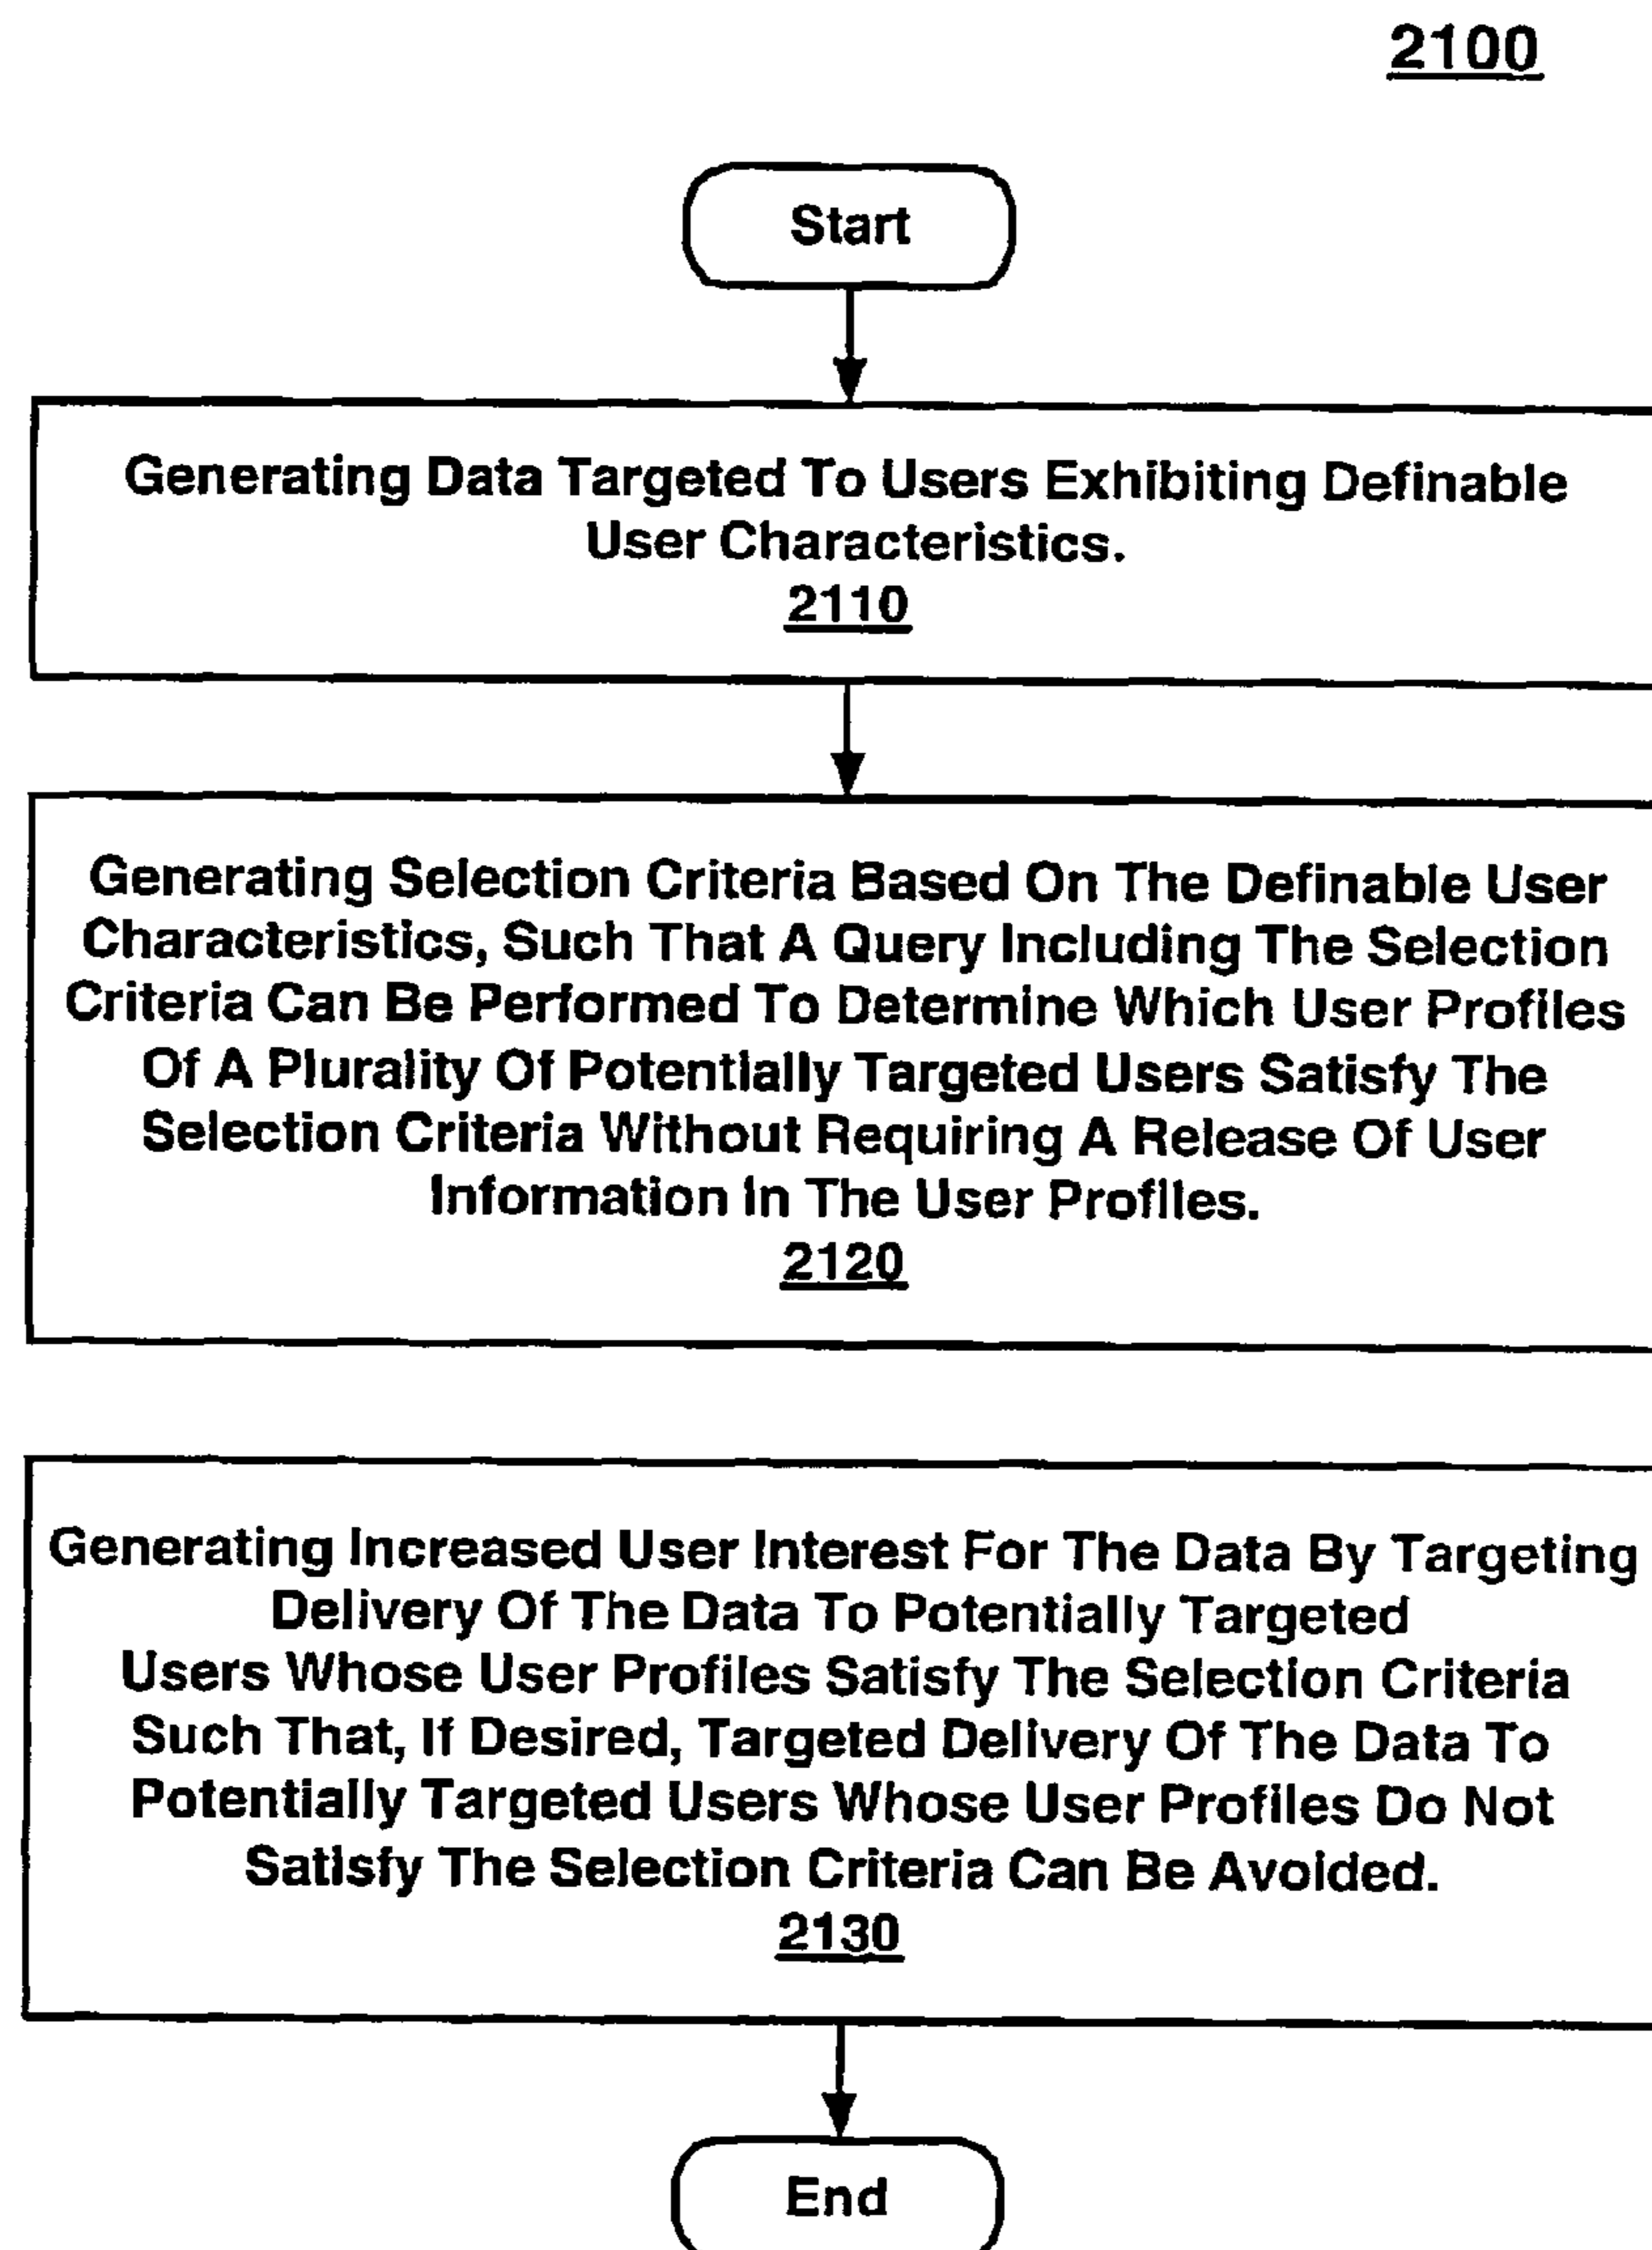 2100
Start
Generating Data Targeted To Users Exhibiting Definable
User Characteristics.
2110
Generating Selection Criteria Based On The Definable User
Characteristics, Such That A Query Including The Selection
Criteria Can Be Performed To Determine Which User Profiles
Of A Plurality Of Potentially Targeted Users Satisfy The
Selection Criteria Without Requiring A Release Of User
Information In The User Profiles.
2120
Generating Increased User Interest For The Data By Targeting
Delivery Of The Data To Potentially Targeted
Users Whose User Profiles Satisfy The Selection Criteria
Such That, If Desired, Targeted Delivery Of The Data To
Potentially Targeted Users Whose User Profiles Do Not
Satisfy The Selection Criteria Can Be Avoided.
2130
End